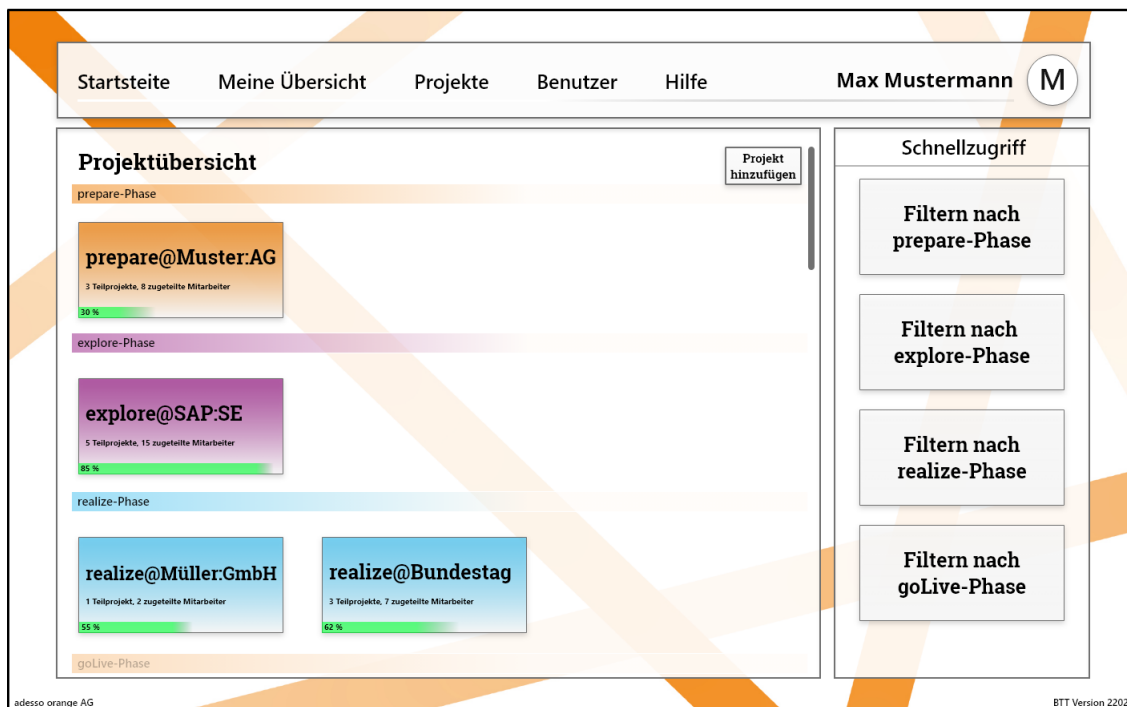 Startsteite Meine Übersicht Projekte Benutzer Hilfe Max Mustermann M
Projektübersicht
Projekt
hinzufügen
prepare-Phase
prepare@Muster:AG
3 Teilprojekte, 8 zugeteilte Mitarbeiter
30 %
explore-Phase
explore@SAP:SE
5 Teilprojekte, 15 zugeteilte Mitarbeiter
85 %
realize-Phase
realize@Müller:GmbH
1 Teilprojekt, 2 zugeteilte Mitarbeiter
55 %
realize@Bundestag
3 Teilprojekte, 7 zugeteilte Mitarbeiter
62 %
goLive-Phase
Schnellzugriff
Filtern nach
prepare-Phase
Filtern nach
explore-Phase
Filtern nach
realize-Phase
Filtern nach
goLive-Phase
adesso orange AG
BTT Version 2202